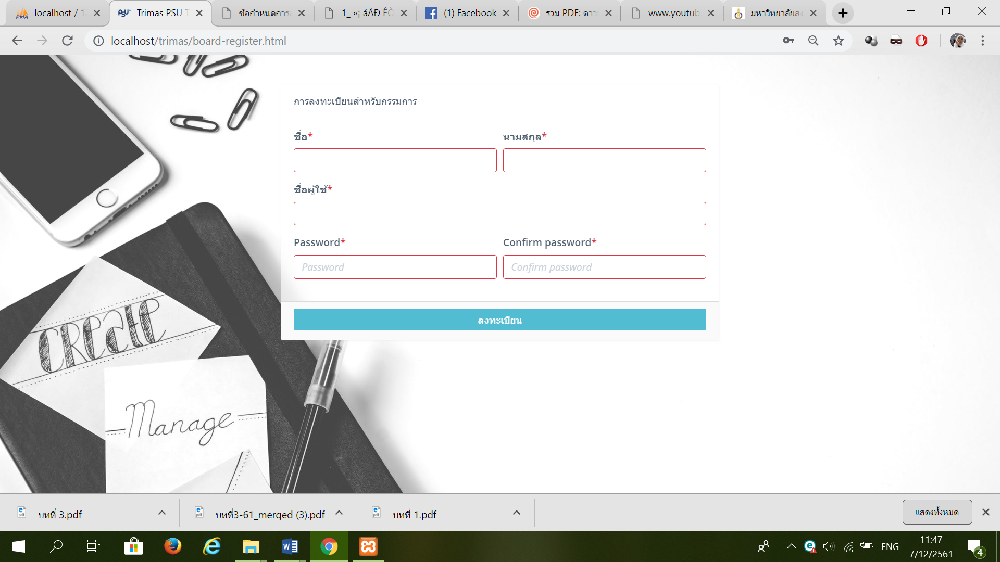 localhost / 1
Trimas PSU T
ข้อกำหนดการ
1_ »¡ áÅÐ ÊÒ
(1) Facebook
รวม PDF: ดาว
www.youtub
มหาวิทยาลัยสง
localhost/trimas/board-register.html
การลงทะเบียนสำหรับกรรมการ
ชื่อ*
นามสกุล*
ชื่อผู้ใช้*
Password*
Confirm password*
Password
Confirm password
ลงทะเบียน
CREATE
Manage
บทที่ 3.pdf
บทที่3-61_merged (3).pdf
บทที่ 1.pdf
แสดงทั้งหมด
ENG
11:47
7/12/2561
4